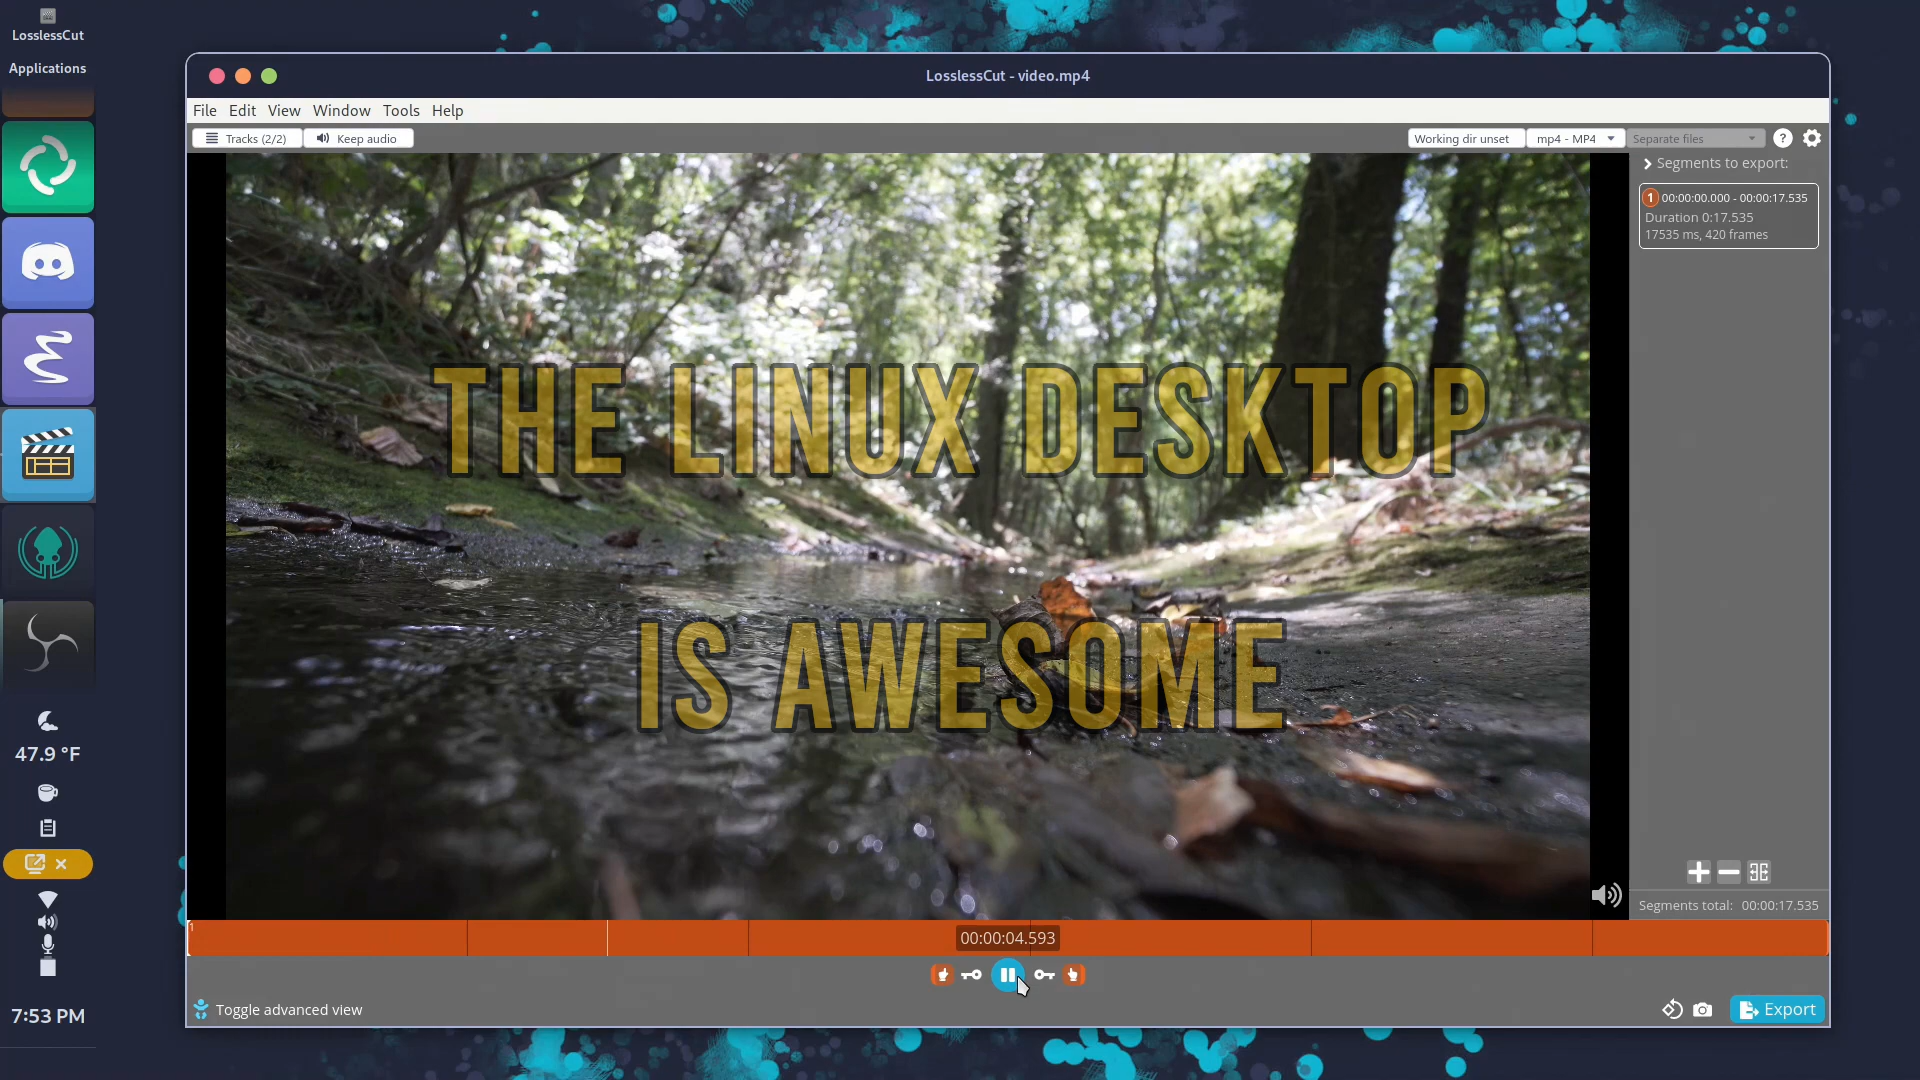 LosslessCut
Applications
47.9 °F
7:53 PM
LosslessCut - video.mp4
File Edit View Window Tools Help
Tracks (2/2) Keep audio
Working dir unset mp4 - MP4 Separate files ?
Segments to export:
1 00:00:00.000 - 00:00:17.535
Duration 0:17.535
17535 ms, 420 frames
THE LINUX DESKTOP
IS AWESOME
Segments total: 00:00:17.535
1
00:00:04.593
Toggle advanced view
Export